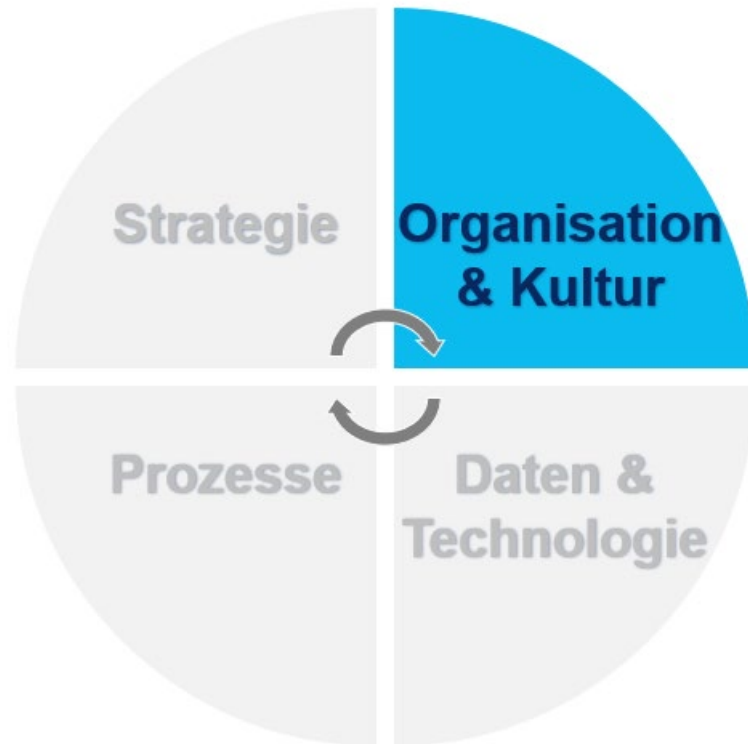 Strategie
Organisation
& Kultur
Prozesse
Daten &
Technologie